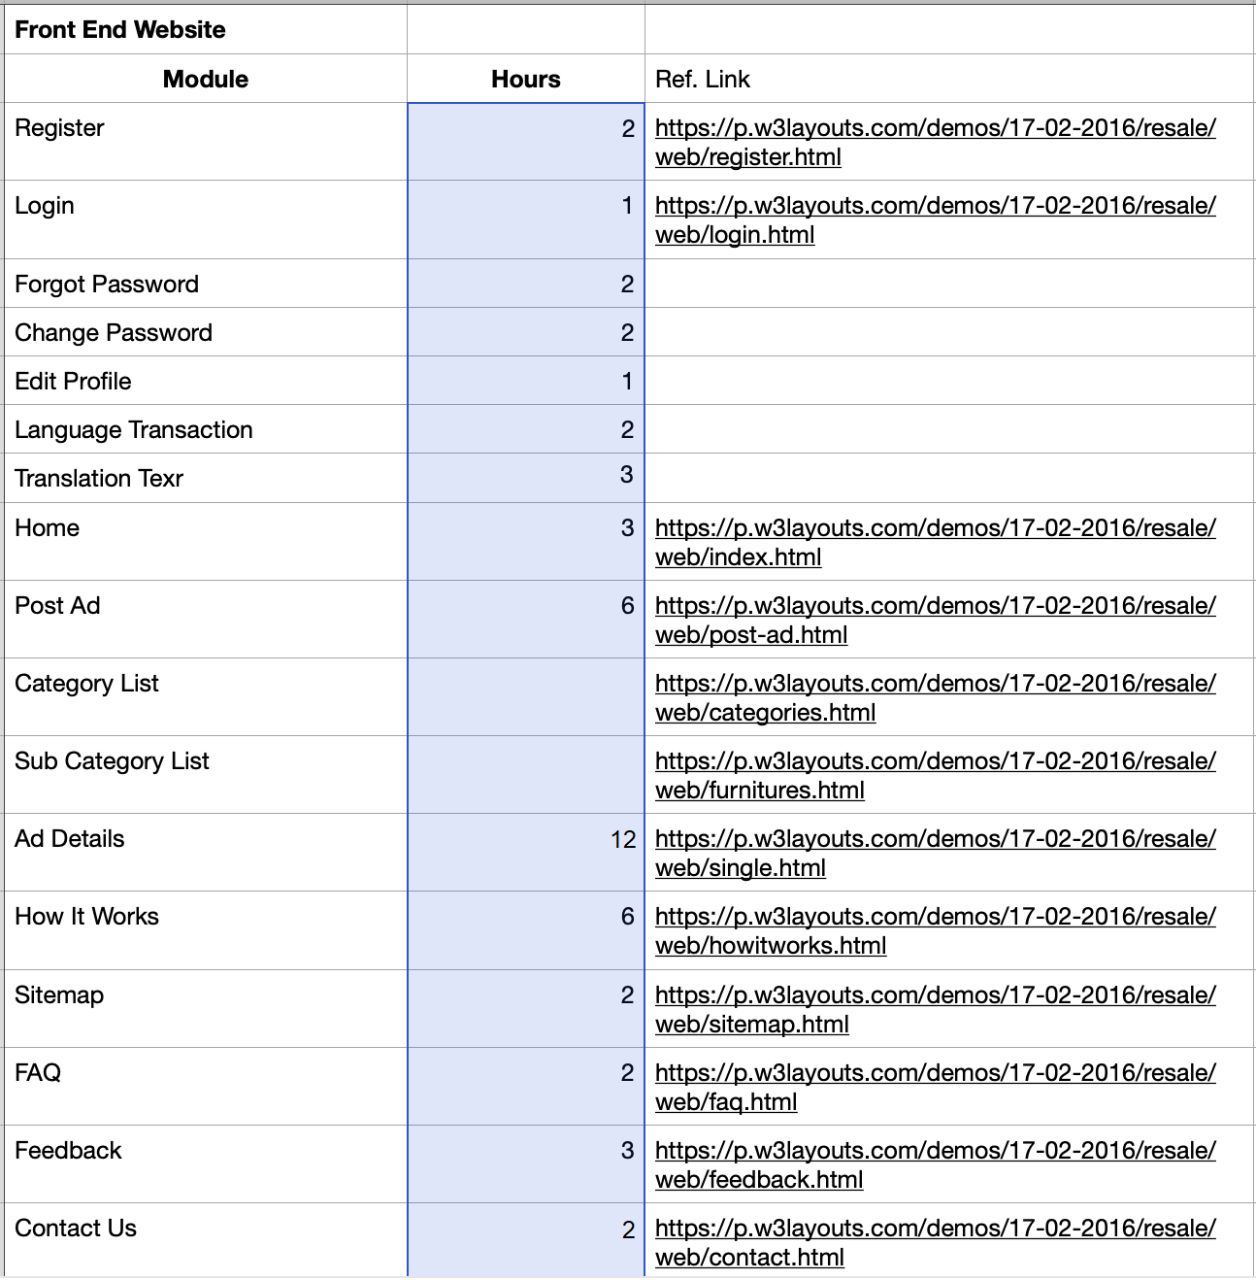 Front End Website
Module Hours Ref. Link
Register 2 https://p.w3layouts.com/demos/17-02-2016/resale/
web/register.html
Login 1 https://p.w3layouts.com/demos/17-02-2016/resale/
web/login.html
Forgot Password 2
Change Password 2
Edit Profile 1
Language Transaction 2
Translation Texr 3
Home 3 https://p.w3layouts.com/demos/17-02-2016/resale/
web/index.html
Post Ad 6 https://p.w3layouts.com/demos/17-02-2016/resale/
web/post-ad.html
Category List https://p.w3layouts.com/demos/17-02-2016/resale/
web/categories.html
Sub Category List https://p.w3layouts.com/demos/17-02-2016/resale/
web/furnitures.html
Ad Details 12 https://p.w3layouts.com/demos/17-02-2016/resale/
web/single.html
How It Works 6 https://p.w3layouts.com/demos/17-02-2016/resale/
web/howitworks.html
Sitemap 2 https://p.w3layouts.com/demos/17-02-2016/resale/
web/sitemap.html
FAQ 2 https://p.w3layouts.com/demos/17-02-2016/resale/
web/faq.html
Feedback 3 https://p.w3layouts.com/demos/17-02-2016/resale/
web/feedback.html
Contact Us 2 https://p.w3layouts.com/demos/17-02-2016/resale/
web/contact.html